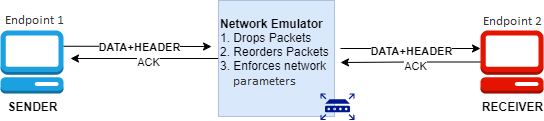 Endpoint 1
DATA+HEADER
ACK
SENDER
Network Emulator
1. Drops Packets
2. Reorders Packets
3. Enforces network
parameters
Endpoint 2
DATA+HEADER
ACK
RECEIVER